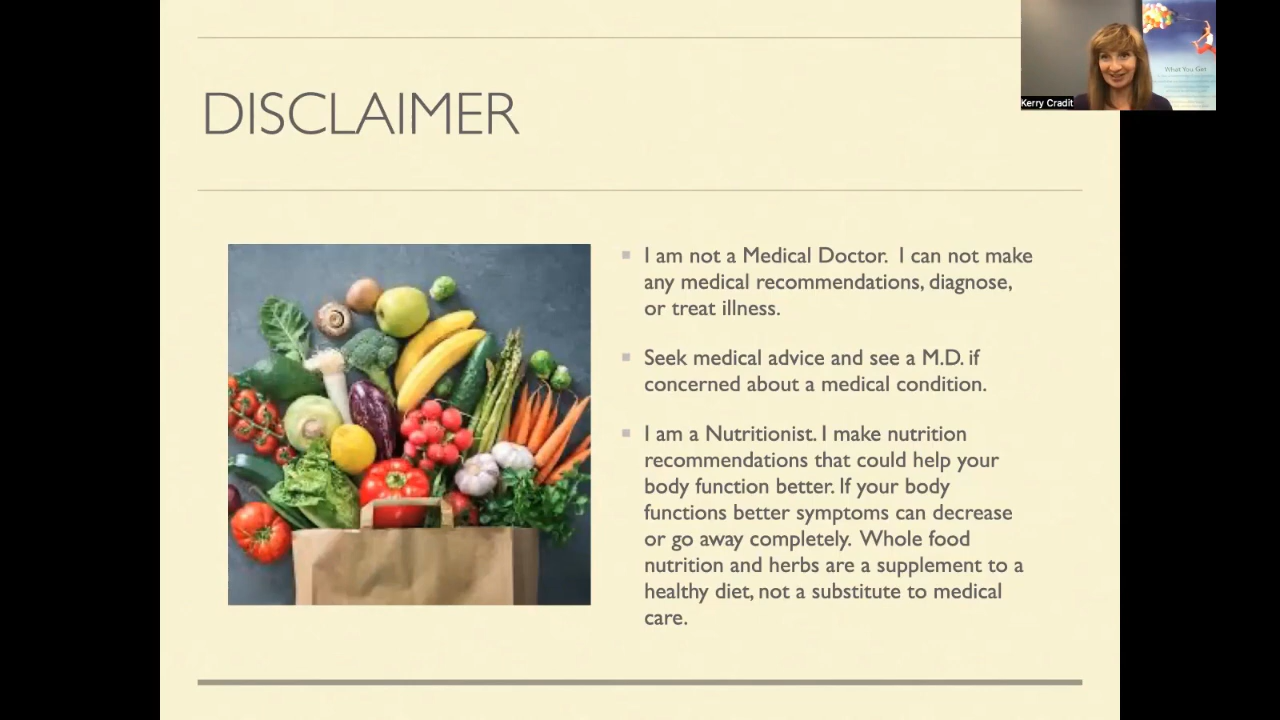 DISCLAIMER
What You Get
Kerry Cradit
I am not a Medical Doctor. I can not make
any medical recommendations, diagnose,
or treat illness.
Seek medical advice and see a M.D. if
concerned about a medical condition.
I am a Nutritionist. I make nutrition
recommendations that could help your
body function better. If your body
functions better symptoms can decrease
or go away completely. Whole food
nutrition and herbs are a supplement to a
healthy diet, not a substitute to medical
care.